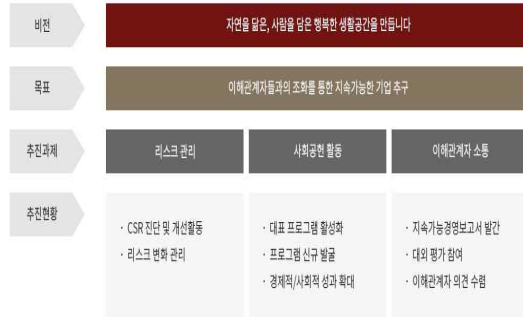 비전
자연을 닮은, 사람을 담은 행복한 생활공간을 만듭니다
목표
이해관계자들과의 조화를 통한 지속가능한 기업 추구
추진과제
리스크 관리
사회공헌 활동
이해관계자 소통
추진현황
· CSR 진단 및 개선활동
· 리스크 변화 관리
· 대표 프로그램 활성화
· 프로그램 신규 발굴
· 경제적/사회적 성과 확대
· 지속가능경영보고서 발간
· 대외 평가 참여
· 이해관계자 의견 수렴